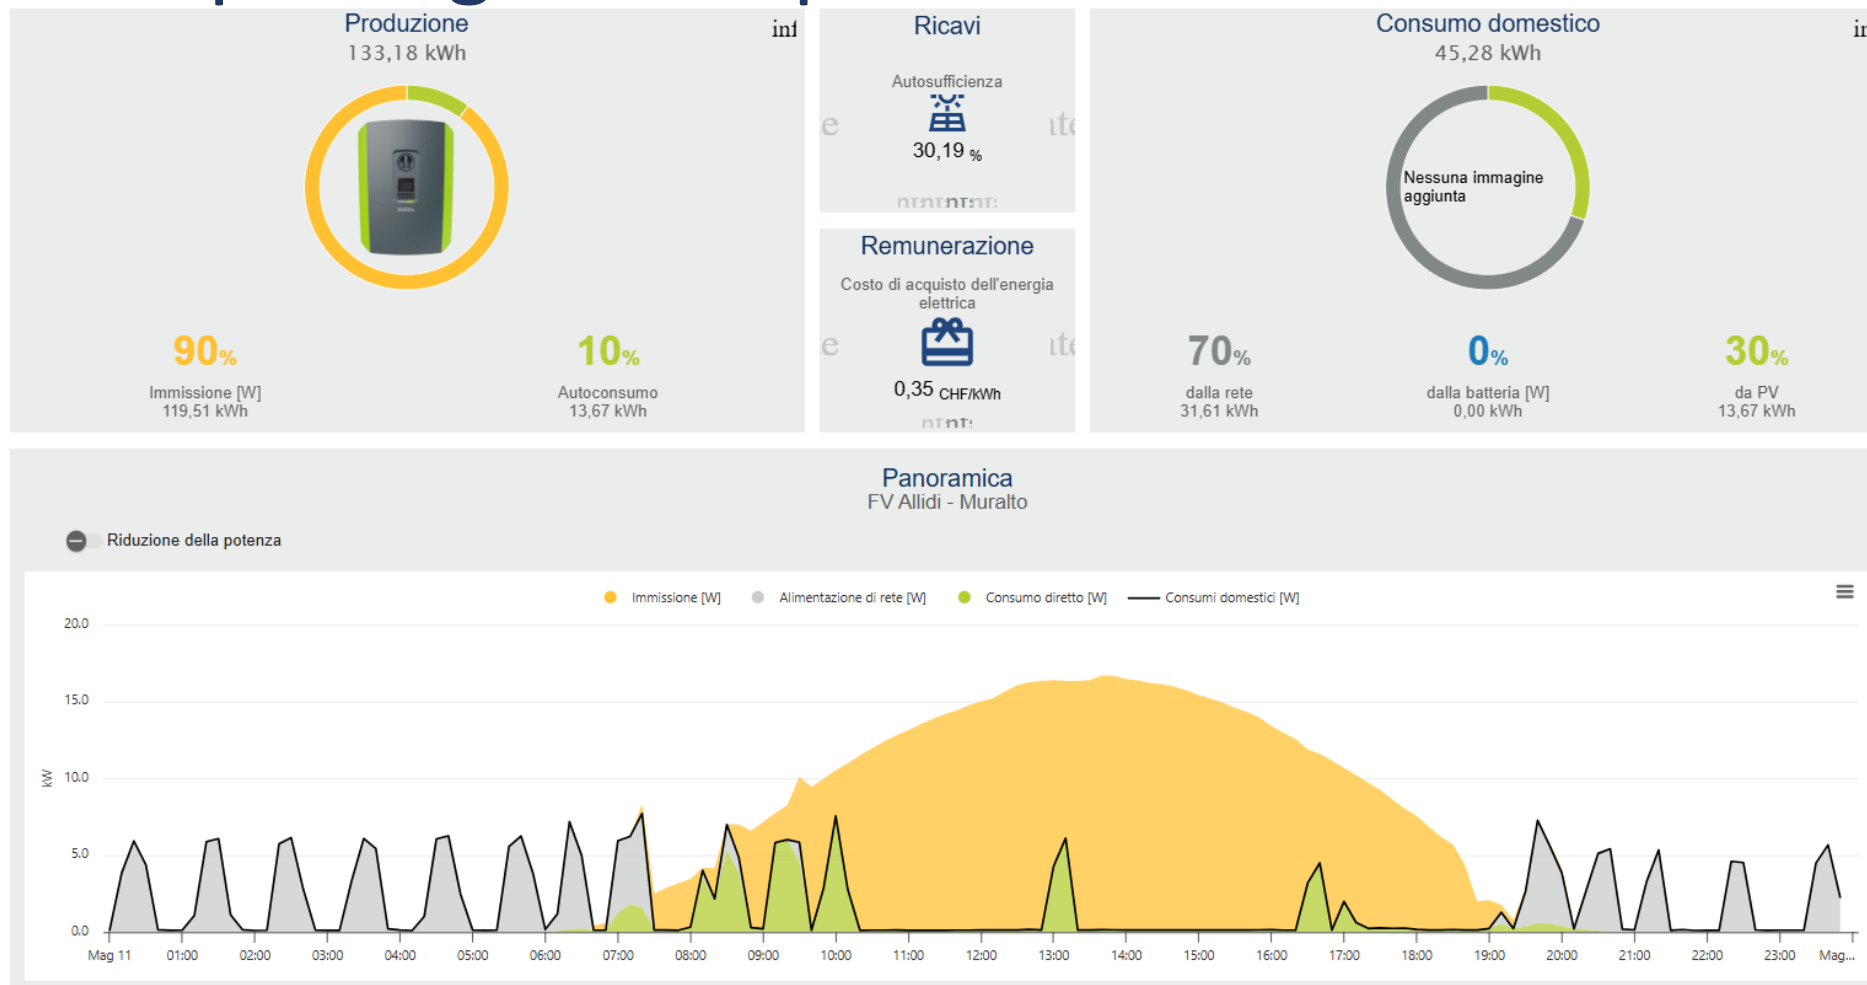 Produzione
133,18 kWh
90%
Immissione [W]
119,51 kWh
10%
Autoconsumo
13,67 kWh
Ricavi
Autosufficienza
30,19 %
Remunerazione
Costo di acquisto dell'energia
elettrica
0,35 CHF/kWh
Consumo domestico
45,28 kWh
Nessuna immagine
aggiunta
70%
dalla rete
31,61 kWh
0%
dalla batteria [W]
0,00 kWh
30%
da PV
13,67 kWh
Panoramica
FV Allidi - Muralto
Riduzione della potenza
Immissione [W] Alimentazione di rete [W] Consumo diretto [W] Consumi domestici [W]
20.0
15.0
kW
10.0
5.0
0.0
Mag 11 01:00 02:00 03:00 04:00 05:00 06:00 07:00 08:00 09:00 10:00 11:00 12:00 13:00 14:00 15:00 16:00 17:00 18:00 19:00 20:00 21:00 22:00 23:00 Mag...